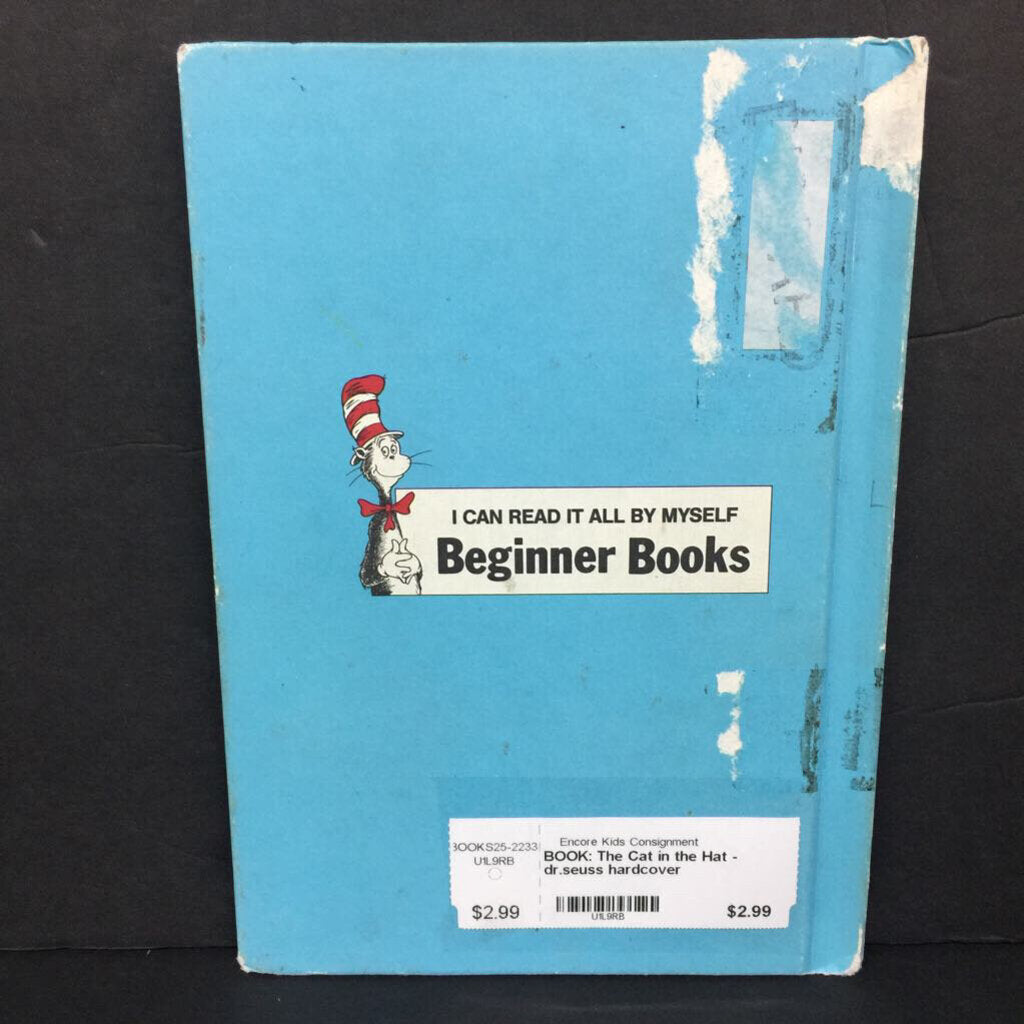 I CAN READ IT ALL BY MYSELF
Beginner Books
BOOKS25-2233
U1L9RB
$2.99
Encore Kids Consignment
BOOK: The Cat in the Hat -
dr.seuss hardcover
U1L9RB
$2.99